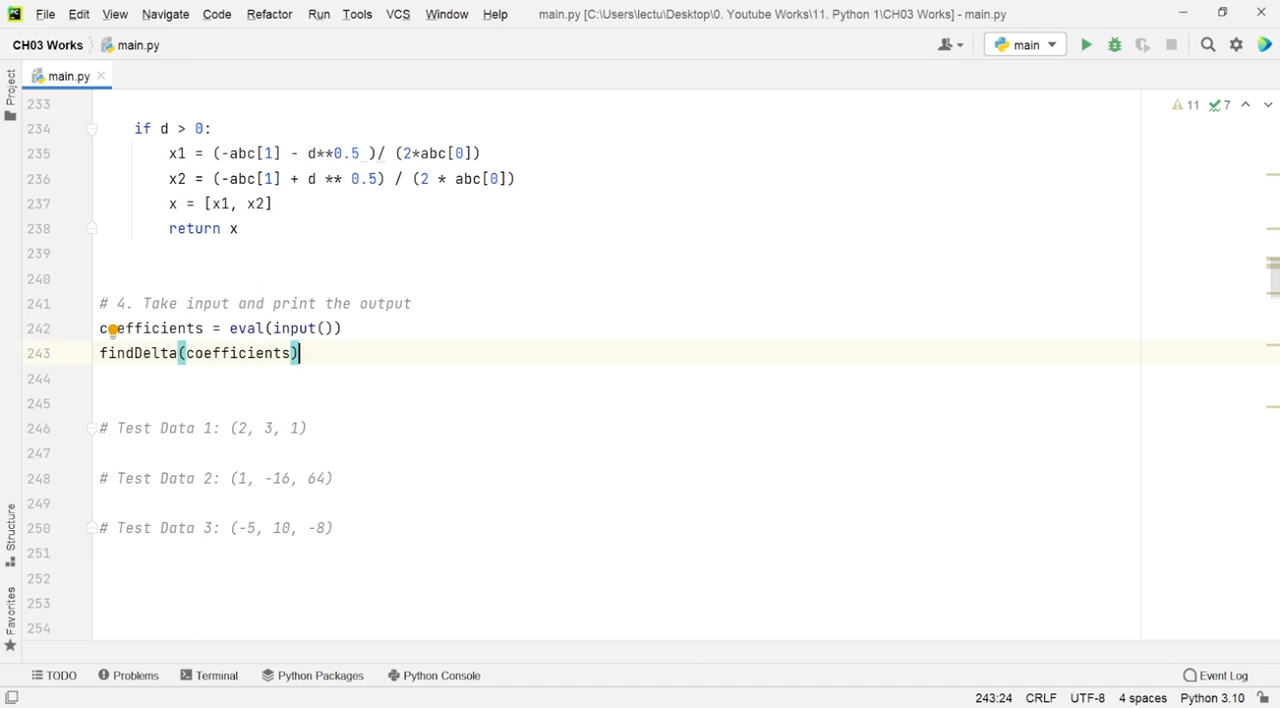 File Edit View Navigate Code Refactor Run Tools VCS Window Help main.py [C:\Users\lectu\Desktop\0. Youtube Works\11. Python 1\CH03 Works] - main.py
CH03 Works main.py main
main.py
Project
11 7
233
234 if d > 0:
235 x1 = (-abc[1] - d**0.5 )/ (2*abc[0])
236 x2 = (-abc[1] + d ** 0.5) / (2 * abc[0])
237 x = [x1, x2]
238 return x
239
240
241 # 4. Take input and print the output
242 coefficients = eval(input())
243 findDelta(coefficients)
244
245
246 # Test Data 1: (2, 3, 1)
247
248 # Test Data 2: (1, -16, 64)
249
250 # Test Data 3: (-5, 10, -8)
251
252
253
254
Structure
Favorites
TODO Problems Terminal Python Packages Python Console Event Log
243:24 CRLF UTF-8 4 spaces Python 3.10